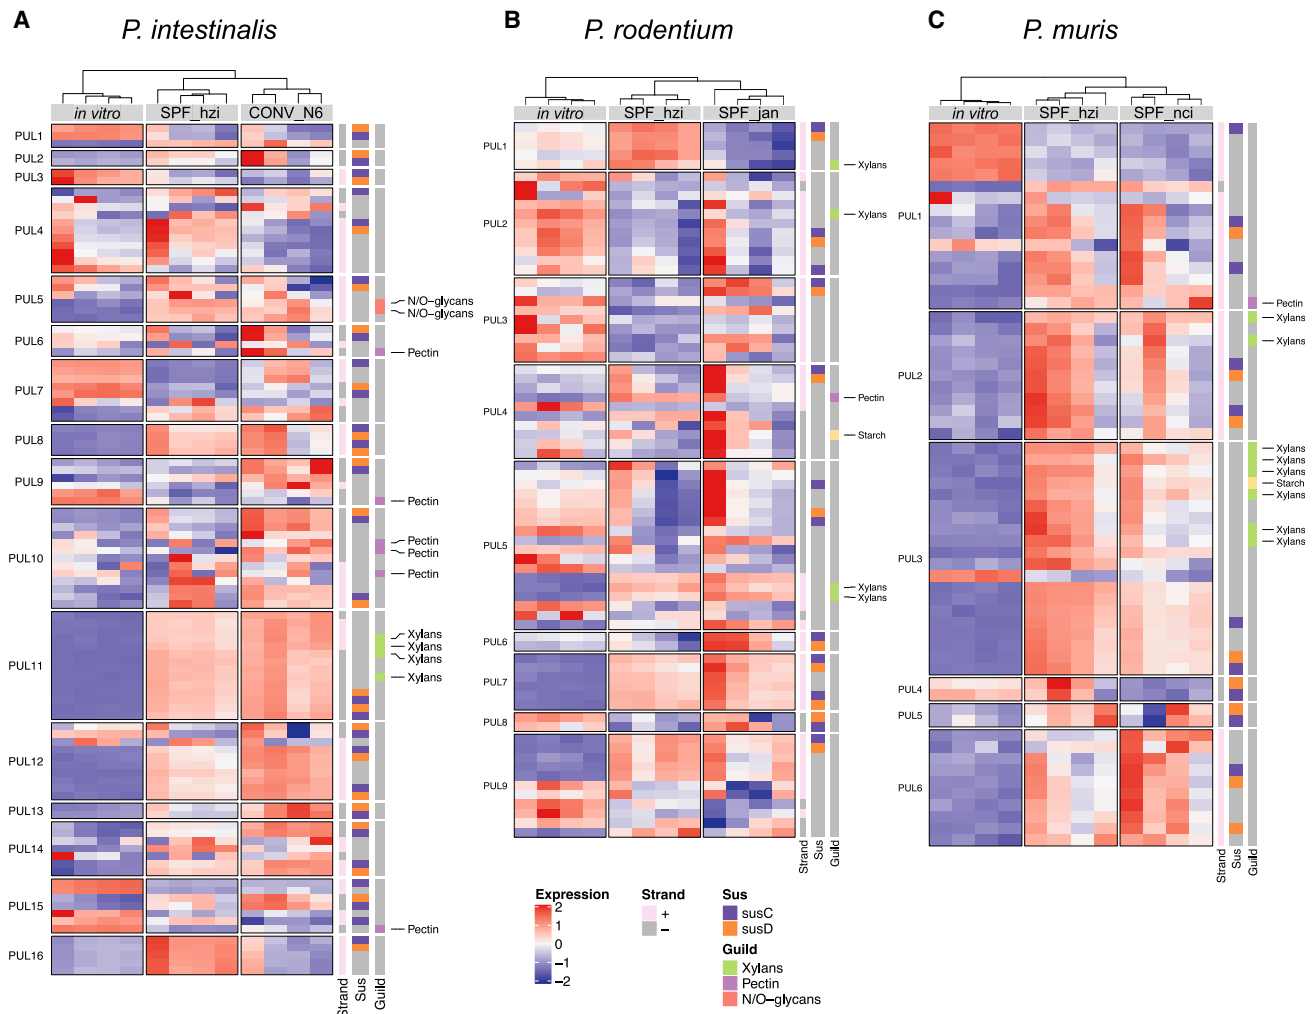 A
P. intestinalis
in vitro
SPF_hzi
CONV_N6
PUL1
PUL2
PUL3
PUL4
PUL5
N/O−glycans
N/O−glycans
PUL6
Pectin
PUL7
PUL8
PUL9
Pectin
PUL10
Pectin
Pectin
Pectin
PUL11
Xylans
Xylans
Xylans
Xylans
PUL12
PUL13
PUL14
PUL15
Pectin
PUL16
Strand
Sus
Guild
B
P. rodentium
in vitro
SPF_hzi
SPF_jan
PUL1
Xylans
PUL2
Xylans
PUL3
PUL4
Pectin
Starch
PUL5
Xylans
Xylans
PUL6
PUL7
PUL8
PUL9
Strand
Sus
Guild
C
P. muris
in vitro
SPF_hzi
SPF_nci
PUL1
Pectin
Xylans
Xylans
PUL2
Xylans
Xylans
Xylans
Starch
Xylans
Xylans
Xylans
PUL3
PUL4
PUL5
PUL6
Strand
Sus
Guild
Expression
2
1
0
−1
−2
Strand
+
−
Sus
susC
susD
Guild
Xylans
Pectin
N/O−glycans